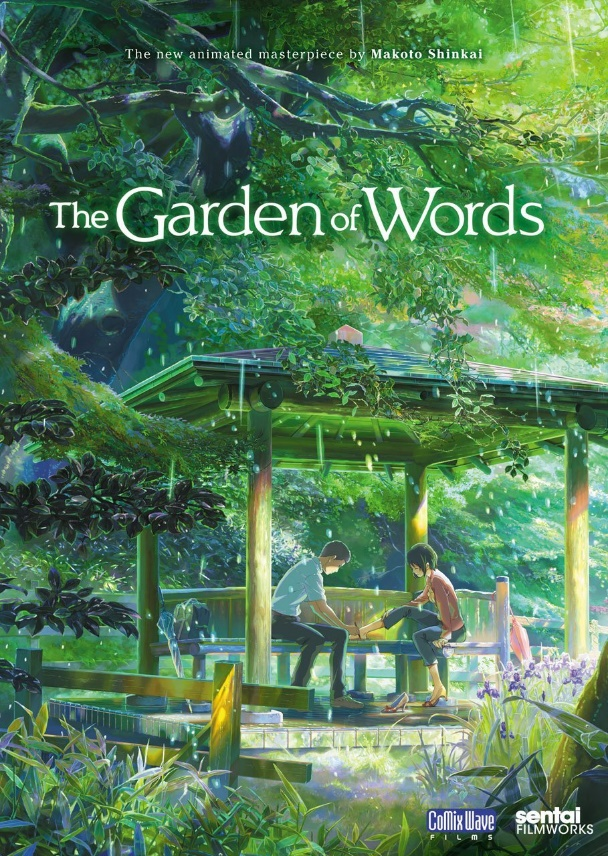 The new animated masterpiece by Makoto Shinkai
The Garden of Words
CoMix Wave
FILMS
sentai
FILMWORKS